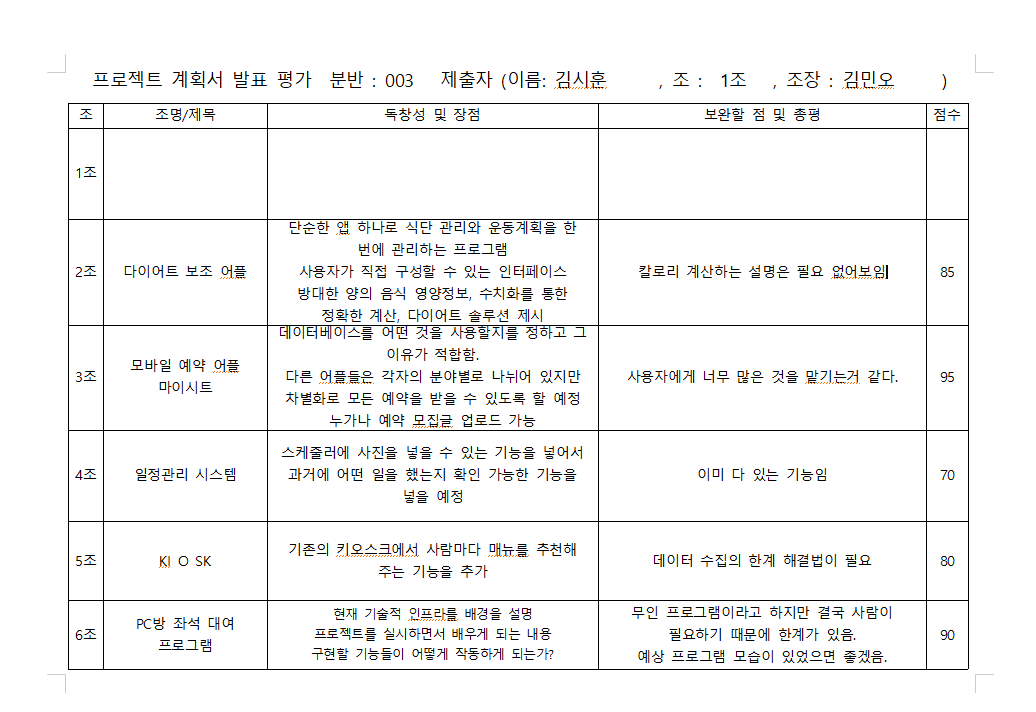 프로젝트 계획서 발표 평가 분반 : 003 제출자 (이름: 김시훈 , 조 : 1조 , 조장 : 김민오 )
조 조명/제목 독창성 및 장점 보완할 점 및 총평 점수
1조
2조
다이어트 보조 어플
단순한 앱 하나로 식단 관리와 운동계획을 한
번에 관리하는 프로그램
사용자가 직접 구성할 수 있는 인터페이스
방대한 양의 음식 영양정보, 수치화를 통한
정확한 계산, 다이어트 솔루션 제시
칼로리 계산하는 설명은 필요 없어보임
85
3조
모바일 예약 어플
마이시트
데이터베이스를 어떤 것을 사용할지를 정하고 그
이유가 적합함.
다른 어플들은 각자의 분야별로 나뉘어 있지만
차별화로 모든 예약을 받을 수 있도록 할 예정
누가나 예약 모집글 업로드 가능
사용자에게 너무 많은 것을 맡기는거 같다.
95
4조
일정관리 시스템
스케줄러에 사진을 넣을 수 있는 기능을 넣어서
과거에 어떤 일을 했는지 확인 가능한 기능을
넣을 예정
이미 다 있는 기능임
70
5조
KI O SK
기존의 키오스크에서 사람마다 매뉴를 추천해
주는 기능을 추가
데이터 수집의 한계 해결법이 필요
80
6조
PC방 좌석 대여
프로그램
현재 기술적 인프라를 배경을 설명
프로젝트를 실시하면서 배우게 되는 내용
구현할 기능들이 어떻게 작동하게 되는가?
무인 프로그램이라고 하지만 결국 사람이
필요하기 때문에 한계가 있음.
예상 프로그램 모습이 있었으면 좋겠음.
90